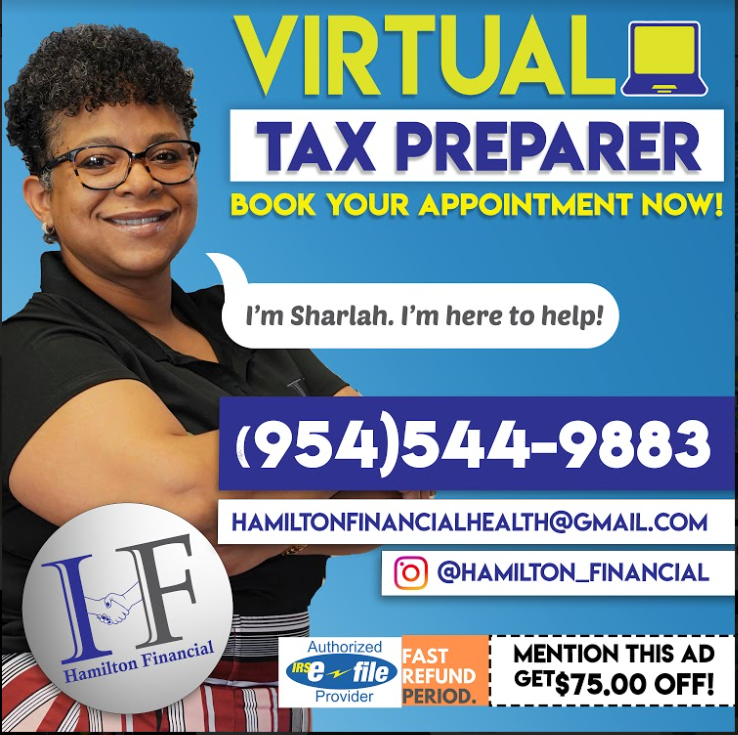 VIRTUAL
TAX PREPARER
BOOK YOUR APPOINTMENT NOW!
I'm Sharlah. I'm here to help!
(954)544-9883
HAMILTONFINANCIALHEALTH@GMAIL.COM
@HAMILTON_FINANCIAL
HF
Hamilton Financial
Authorized
IRS e file
Provider
FAST
REFUND
PERIOD.
MENTION THIS AD
GET $75.00 OFF!